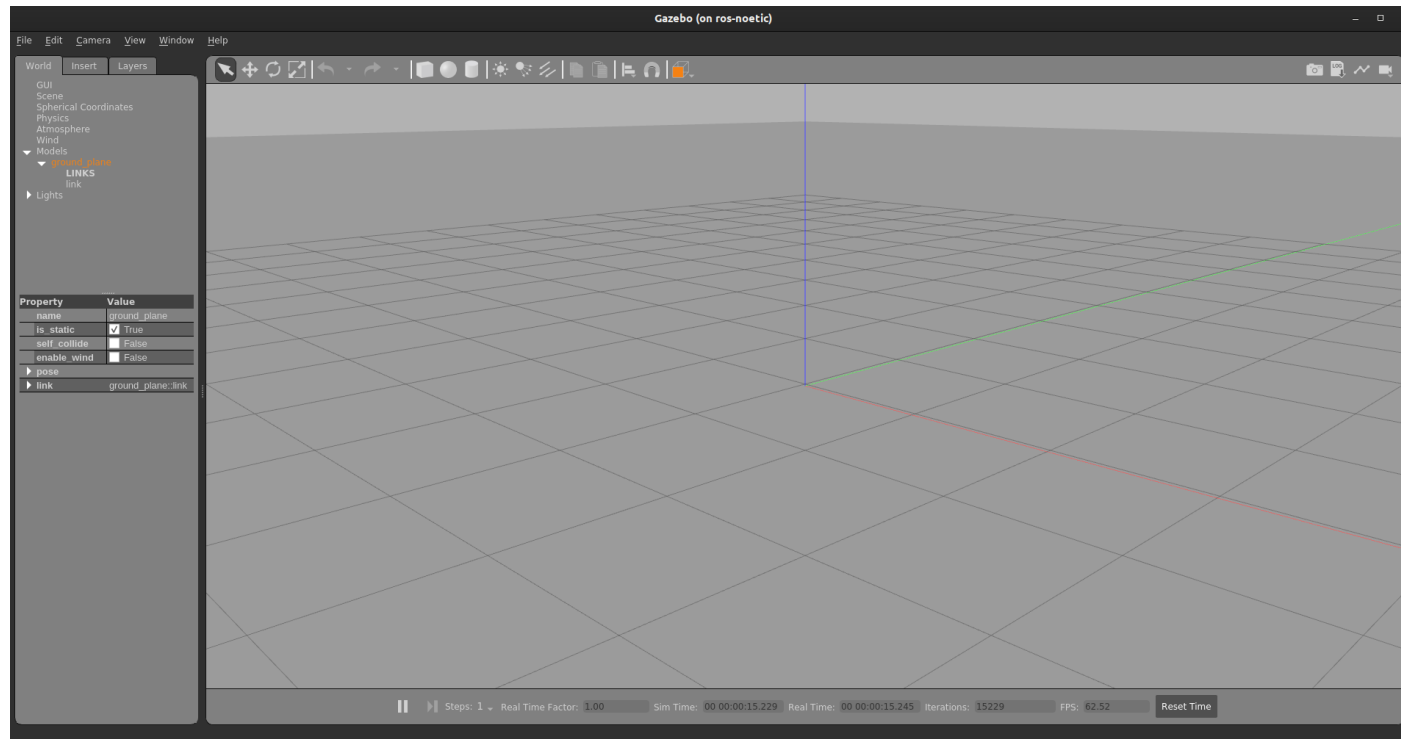 Gazebo (on ros-noetic)
File Edit Camera View Window Help
World Insert Layers
GUI
Scene
Spherical Coordinates
Physics
Atmosphere
Wind
Models
ground_plane
LINKS
link
Lights
Property Value
name ground_plane
is_static True
self_collide False
enable_wind False
pose
link ground_plane::link
LOG
Steps: 1 Real Time Factor: 1.00 Sim Time: 00 00:00:15.229 Real Time: 00 00:00:15.245 Iterations: 15229 FPS: 62.52 Reset Time